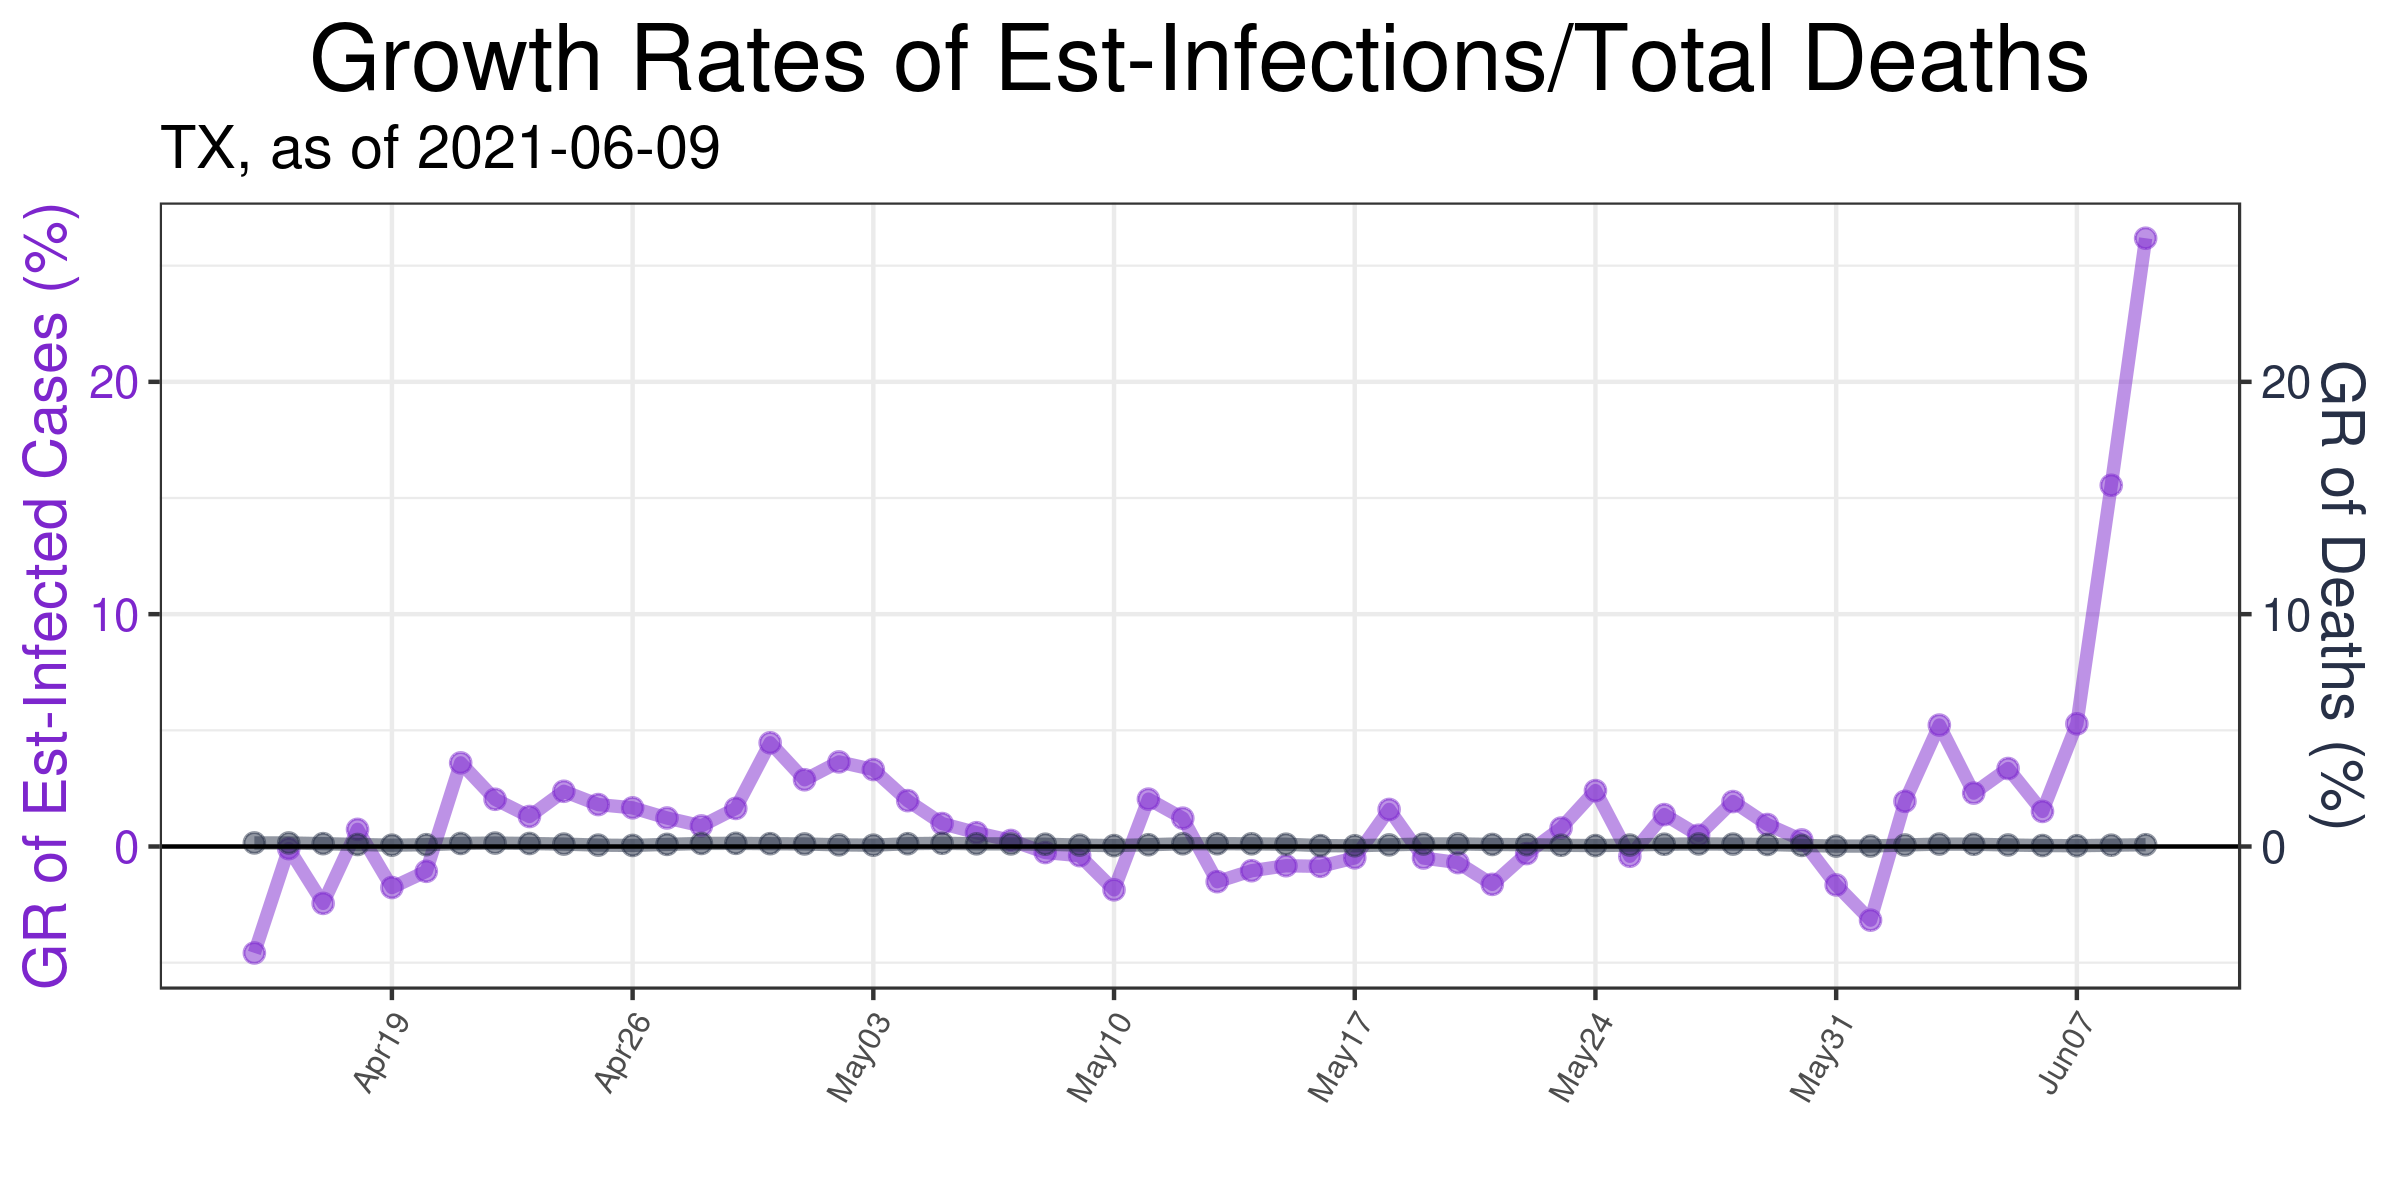 Growth Rates of Est-Infections/Total Deaths
TX, as of 2021-06-09
GR of Est-Infected Cases (%)
20
10
0
20
10
0
GR of Deaths (%)
Apr19
Apr26
May03
May10
May17
May24
May31
Jun07